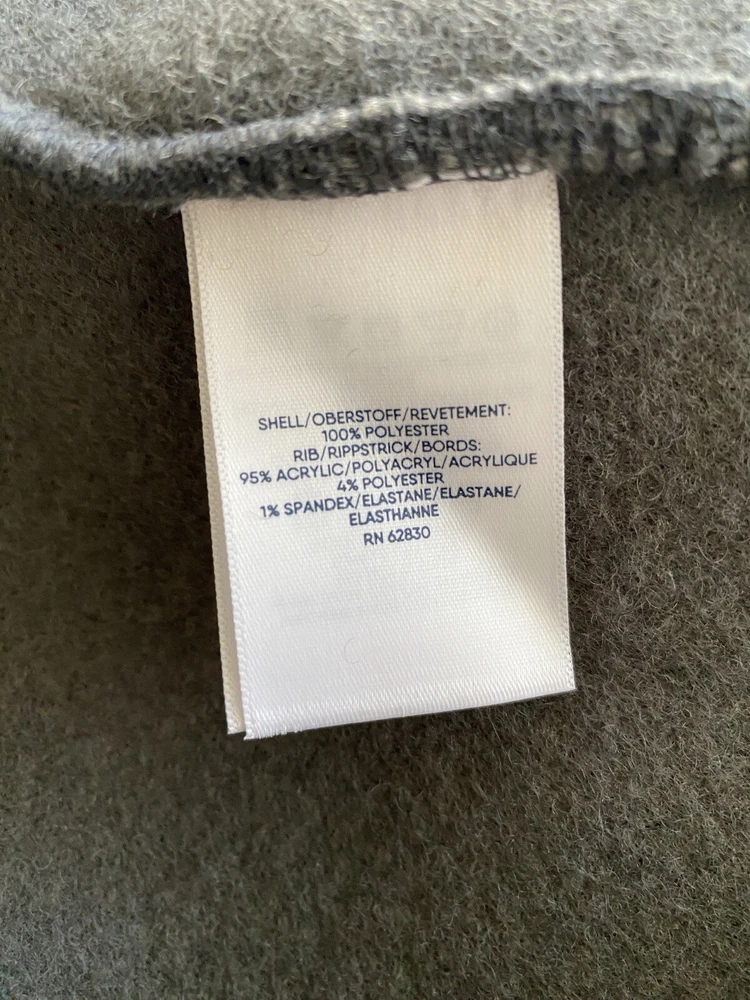 SHELL/OBERSTOFF/REVETEMENT:
100% POLYESTER
RIB/RIPPSTRICK/BORDS:
95% ACRYLIC/POLYACRYL/ACRYLIQUE
4% POLYESTER
1% SPANDEX/ELASTANE/ELASTANE/
ELASTHANNE
RN 62830